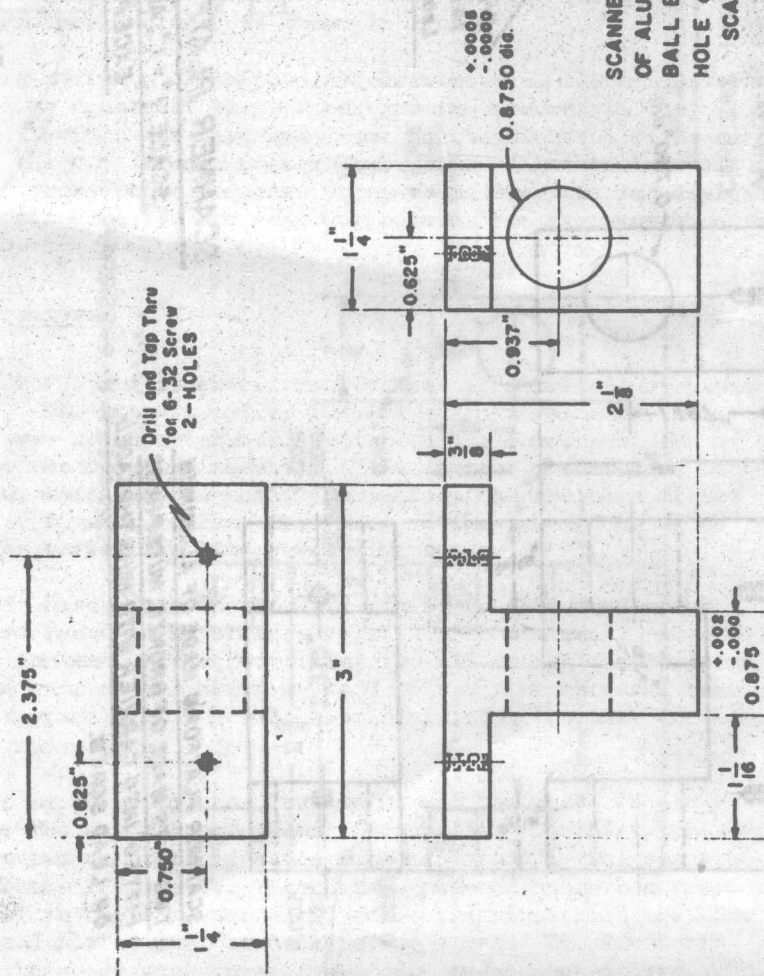 2.375"
0.625"
Drill and Tap Thru
for 6-32 Screw
2-HOLES
0.750"
1 1/4"
3"
1 1/4"
0.625"
+.0005
-.0000
0.8750 dia.
3/8"
0.937"
2 1/8"
+.002
-.000
0.875
1 1/16
SCANNE
OF ALU
BALL
HOLE
SCA